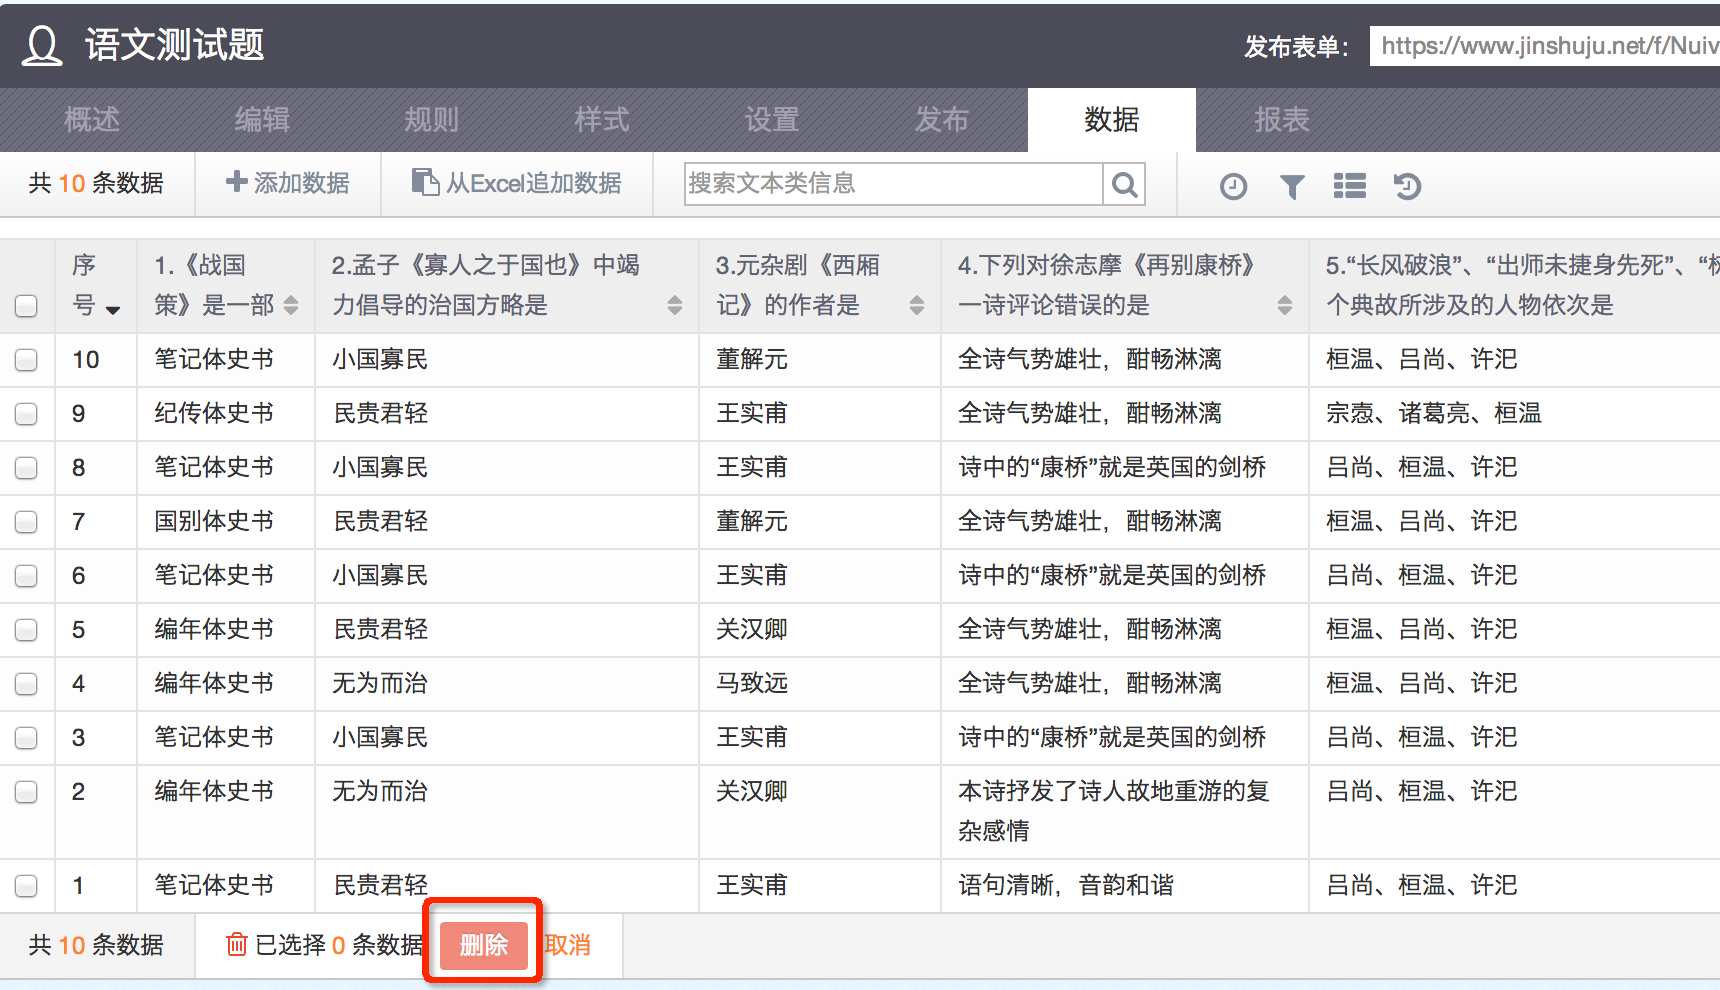 语文测试题
发布表单： https://www.jinshuju.net/f/Nuiv
概述 编辑 规则 样式 设置 发布 数据 报表
共 10 条数据 添加数据 从Excel追加数据 搜索文本类信息
序号 1.《战国策》是一部 2.孟子《寡人之于国也》中竭力倡导的治国方略是 3.元杂剧《西厢记》的作者是 4.下列对徐志摩《再别康桥》一诗评论错误的是 5.“长风破浪”、“出师未捷身先死”、“树个典故所涉及的人物依次是
10 笔记体史书 小国寡民 董解元 全诗气势雄壮，酣畅淋漓 桓温、吕尚、许汜
9 纪传体史书 民贵君轻 王实甫 全诗气势雄壮，酣畅淋漓 宗悫、诸葛亮、桓温
8 笔记体史书 小国寡民 王实甫 诗中的“康桥”就是英国的剑桥 吕尚、桓温、许汜
7 国别体史书 民贵君轻 董解元 全诗气势雄壮，酣畅淋漓 桓温、吕尚、许汜
6 笔记体史书 小国寡民 王实甫 诗中的“康桥”就是英国的剑桥 吕尚、桓温、许汜
5 编年体史书 民贵君轻 关汉卿 全诗气势雄壮，酣畅淋漓 桓温、吕尚、许汜
4 编年体史书 无为而治 马致远 全诗气势雄壮，酣畅淋漓 桓温、吕尚、许汜
3 笔记体史书 小国寡民 王实甫 诗中的“康桥”就是英国的剑桥 吕尚、桓温、许汜
2 编年体史书 无为而治 关汉卿 本诗抒发了诗人故地重游的复杂感情 吕尚、桓温、许汜
1 笔记体史书 民贵君轻 王实甫 语句清晰，音韵和谐 吕尚、桓温、许汜
共 10 条数据 已选择 0 条数据 删除 取消